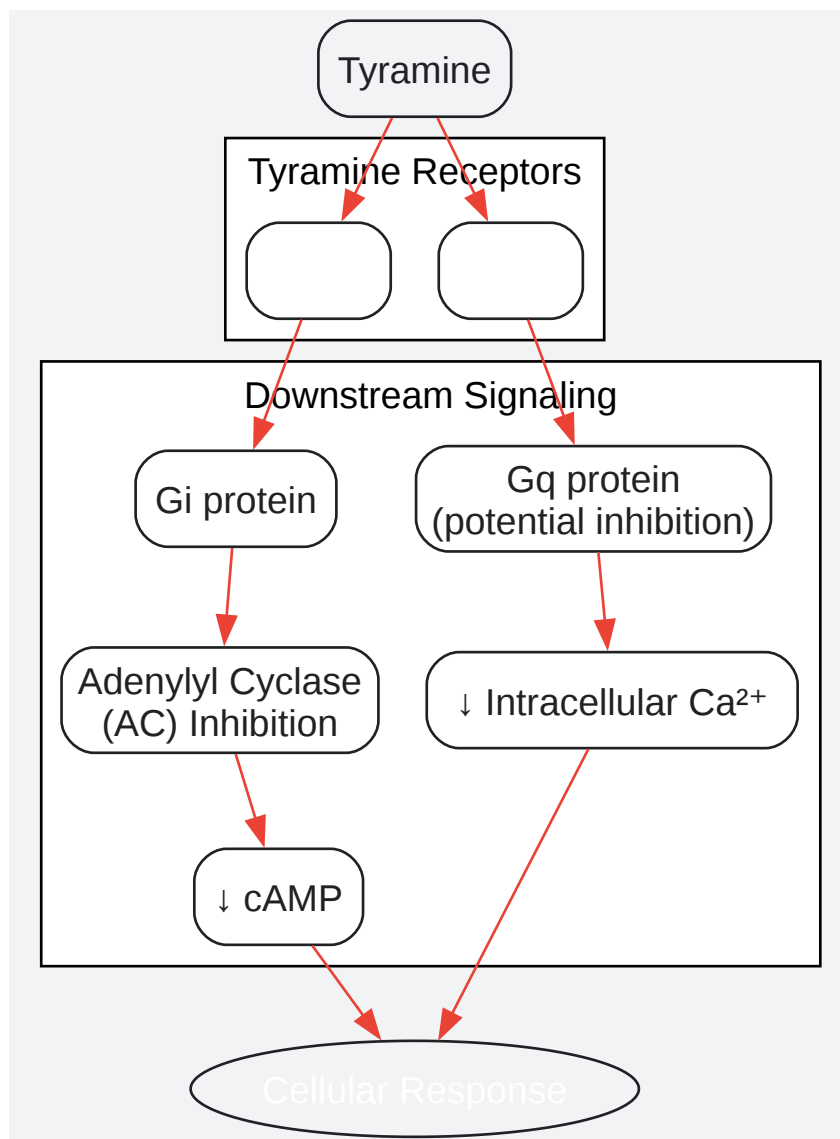 Tyramine
Tyramine Receptors
Downstream Signaling
Gi protein
Gq protein
(potential inhibition)
Adenylyl Cyclase
(AC) Inhibition
↓ Intracellular Ca²⁺
↓ cAMP
Cellular Response